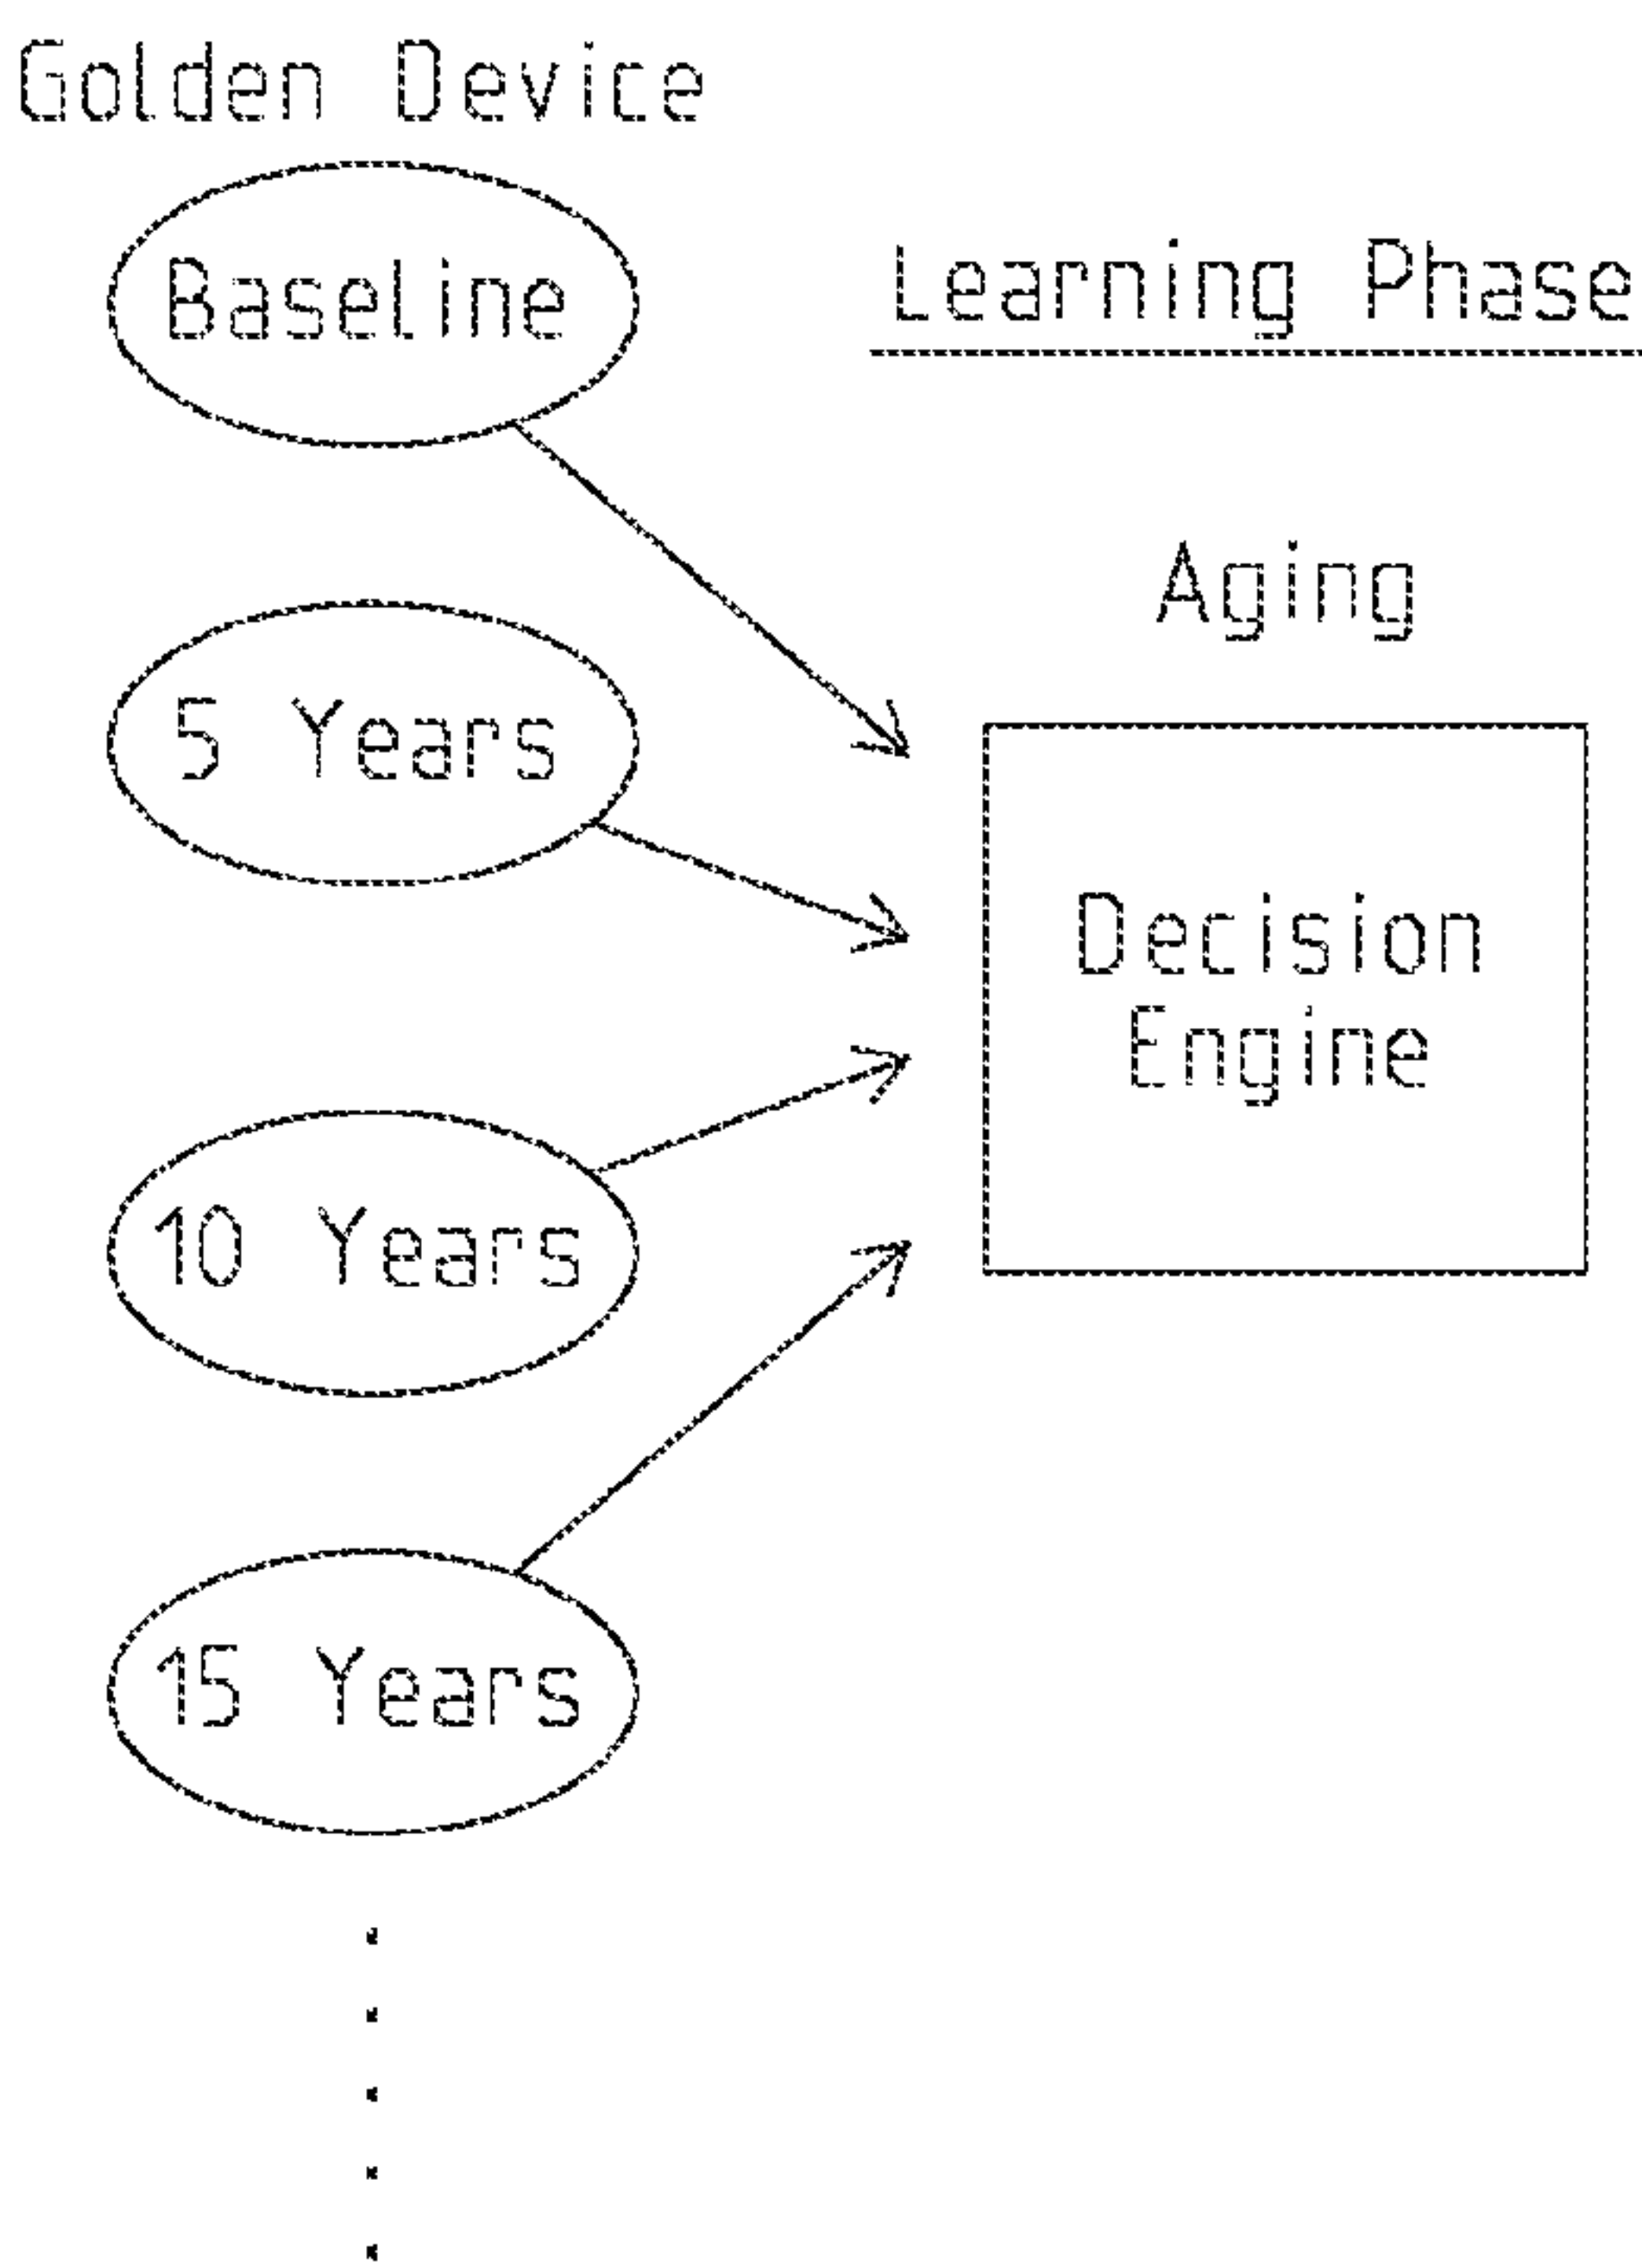 Golden Device
Baseline
Learning Phase
Aging
5 Years
Decision
Engine
10 Years
15 Years